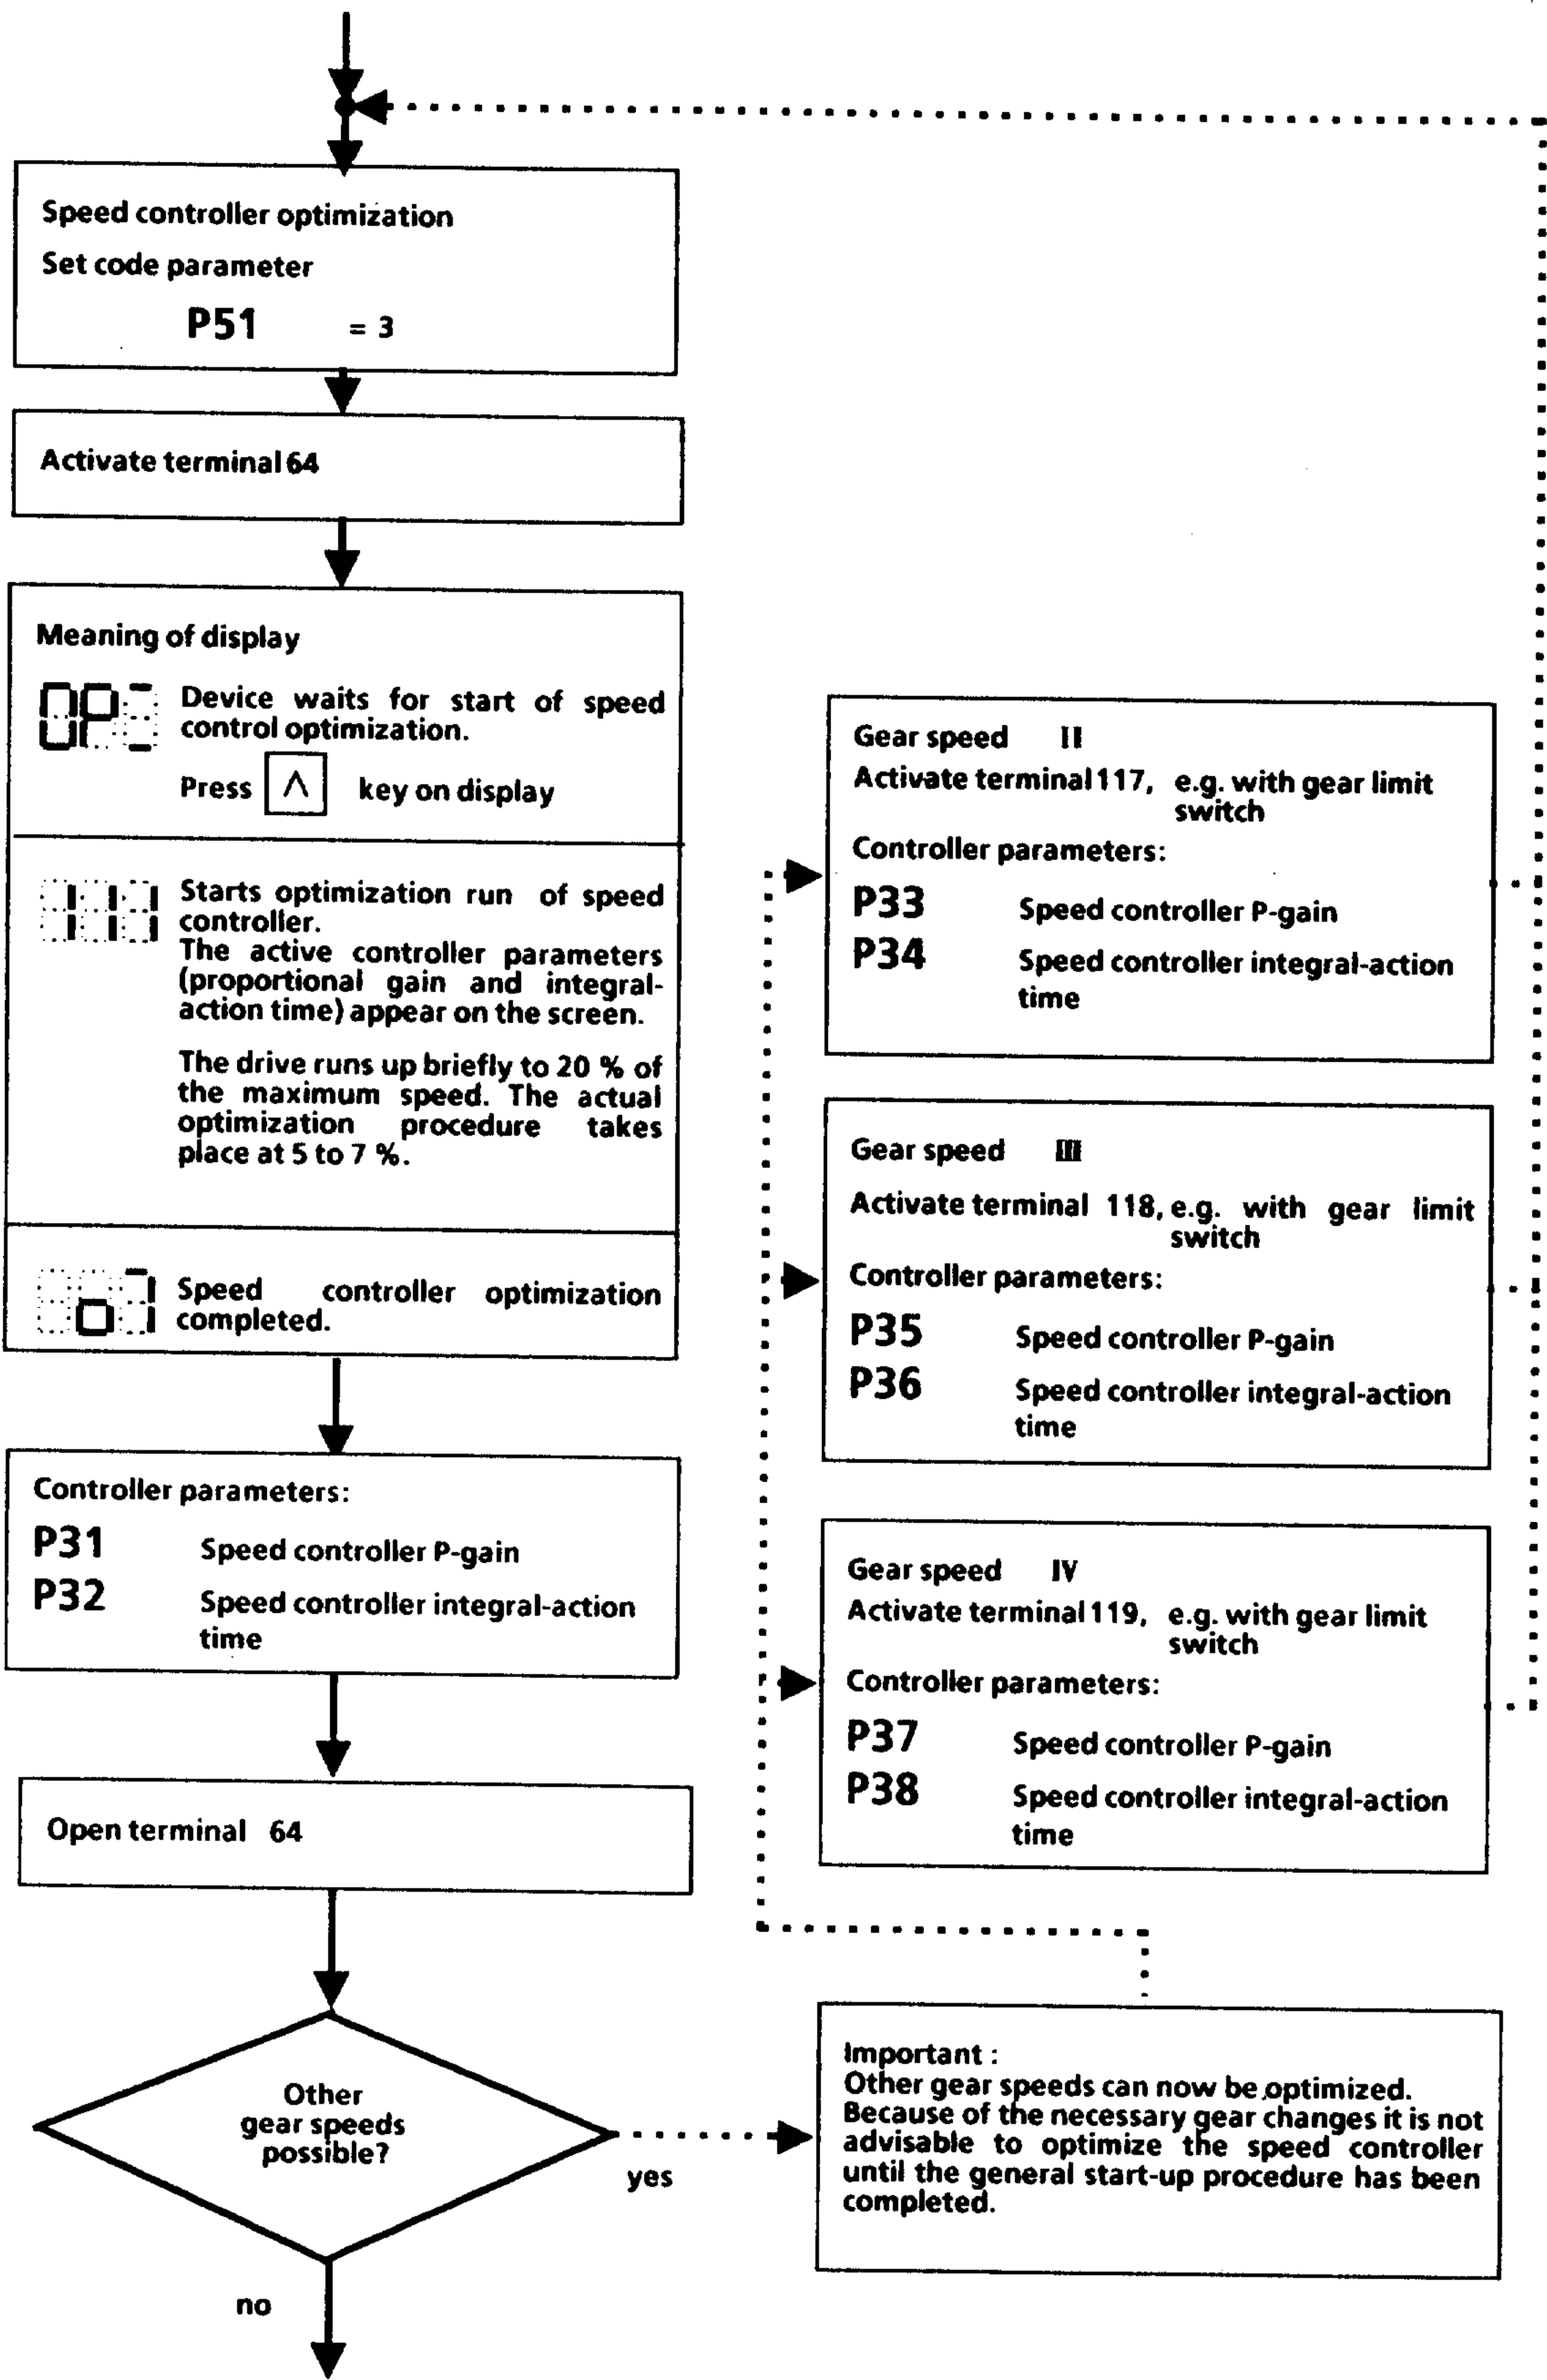 Speed controller optimization
Set code parameter
P51 = 3
Activate terminal 64
Meaning of display
Device waits for start of speed
control optimization.
Press ^ key on display
Starts optimization run of speed
controller.
The active controller parameters
(proportional gain and integral-
action time) appear on the screen.
The drive runs up briefly to 20 % of
the maximum speed. The actual
optimization procedure takes
place at 5 to 7 %.
Speed controller optimization
completed.
Controller parameters:
P31 Speed controller P-gain
P32 Speed controller integral-action
time
Open terminal 64
Other
gear speeds
possible?
yes
no
Gear speed II
Activate terminal 117, e.g. with gear limit
switch
Controller parameters:
P33 Speed controller P-gain
P34 Speed controller integral-action
time
Gear speed III
Activate terminal 118, e.g. with gear limit
switch
Controller parameters:
P35 Speed controller P-gain
P36 Speed controller integral-action
time
Gear speed IV
Activate terminal 119, e.g. with gear limit
switch
Controller parameters:
P37 Speed controller P-gain
P38 Speed controller integral-action
time
Important :
Other gear speeds can now be optimized.
Because of the necessary gear changes it is not
advisable to optimize the speed controller
until the general start-up procedure has been
completed.